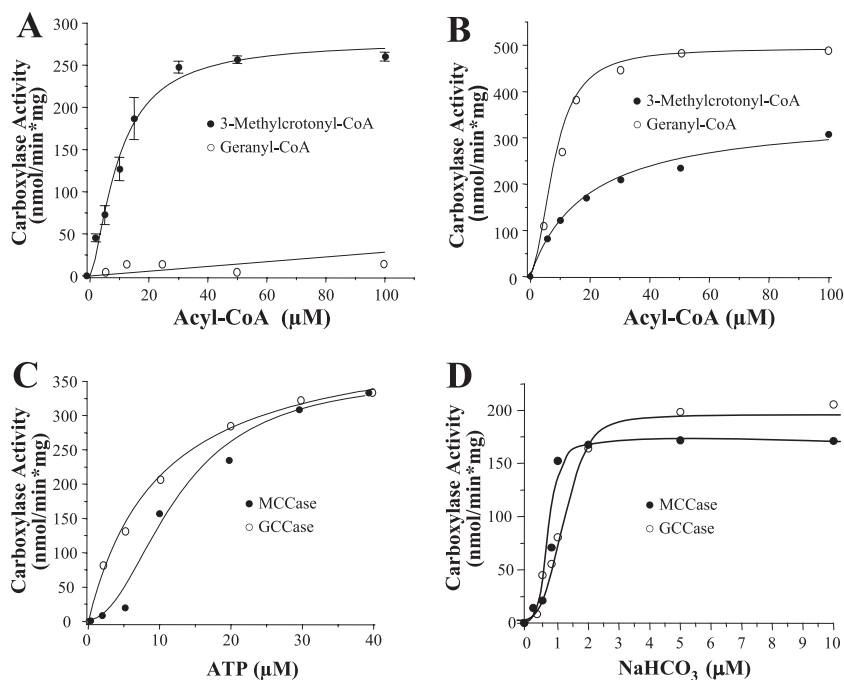 A
300
250
200
150
100
50
0
Carboxylase Activity
(nmol/min*mg)
3-Methylcrotonyl-CoA
Geranyl-CoA
0 20 40 60 80 100
Acyl-CoA (µM)
B
500
400
300
200
100
0
Carboxylase Activity
(nmol/min*mg)
3-Methylcrotonyl-CoA
Geranyl-CoA
0 20 40 60 80 100
Acyl-CoA (µM)
C
350
300
250
200
150
100
50
0
Carboxylase Activity
(nmol/min*mg)
MCCase
GCCase
0 10 20 30 40
ATP (µM)
D
200
150
100
50
0
Carboxylase Activity
(nmol/min*mg)
MCCase
GCCase
0 1 2 3 4 5 6 7 8 9 10
NaHCO₃ (µM)